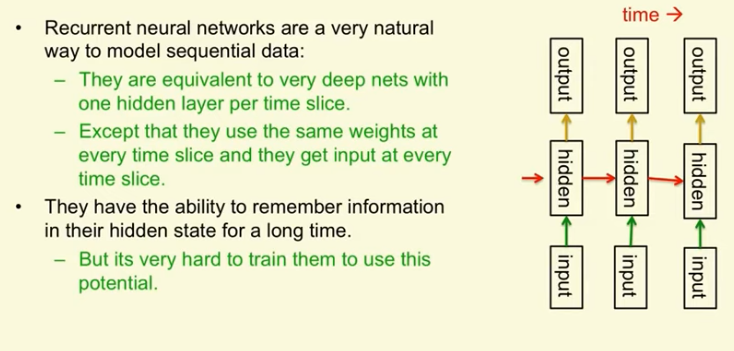 • Recurrent neural networks are a very natural
way to model sequential data:
– They are equivalent to very deep nets with
one hidden layer per time slice.
– Except that they use the same weights at
every time slice and they get input at every
time slice.
• They have the ability to remember information
in their hidden state for a long time.
– But its very hard to train them to use this
potential.
time →
output output output
hidden hidden hidden
input input input